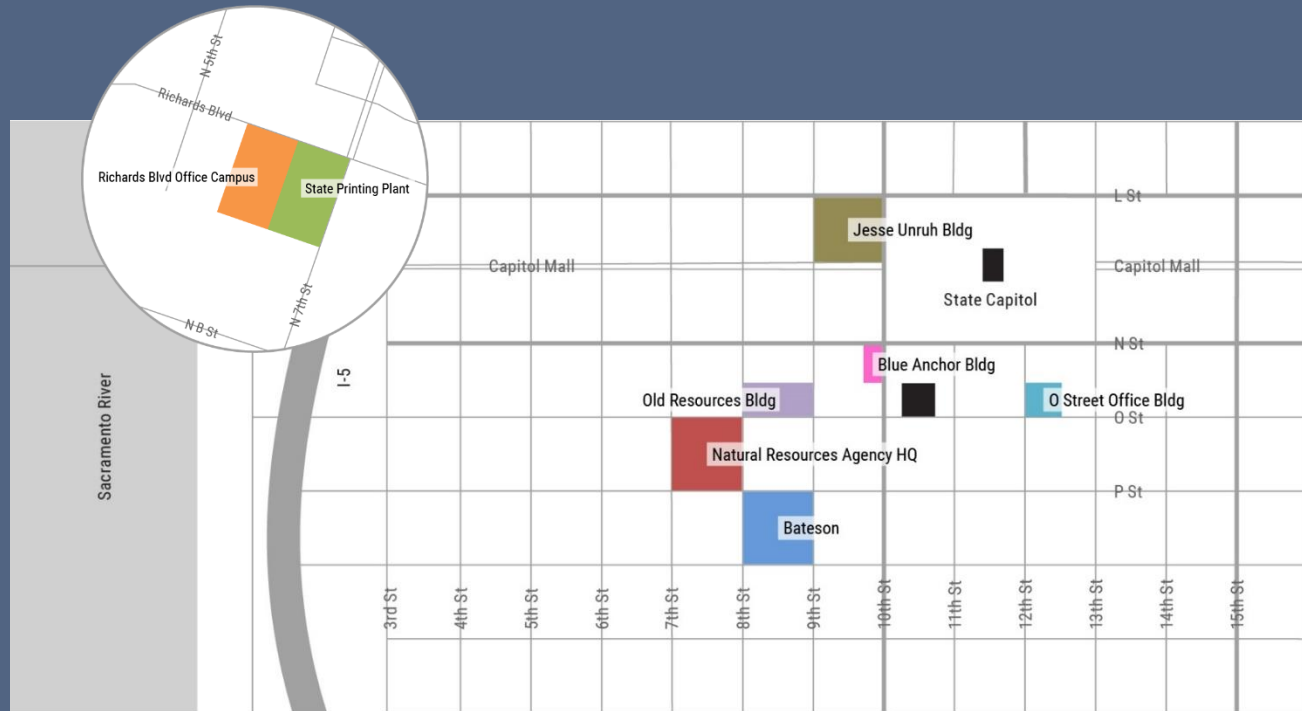 N 5th St
Richards Blvd
Richards Blvd Office Campus
State Printing Plant
N 7th St
N B St
L St
Jesse Unruh Bldg
Capitol Mall
Capitol Mall
State Capitol
N St
Blue Anchor Bldg
I-5
Old Resources Bldg
O Street Office Bldg
O St
Sacramento River
Natural Resources Agency HQ
P St
Bateson
3rd St
4th St
5th St
6th St
7th St
8th St
9th St
10th St
11th St
12th St
13th St
14th St
15th St